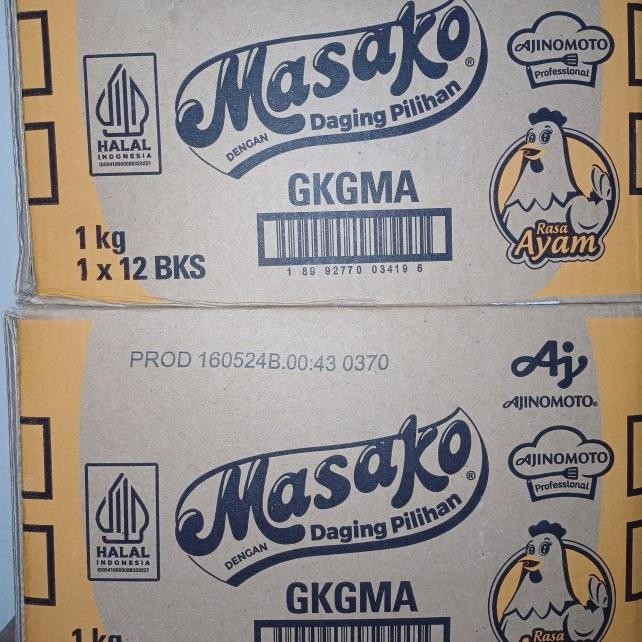 Masako®
DENGAN Daging Pilihan
AJINOMOTO
Professional
HALAL
INDONESIA
GKGMA
Rasa
Ayam
1 kg
1 x 12 BKS
1 89 92770 03419 6
PROD 160524B.00:43 0370
Aj
AJINOMOTO®
Masako®
DENGAN Daging Pilihan
AJINOMOTO
Professional
HALAL
INDONESIA
GKGMA
Rasa
1 kg